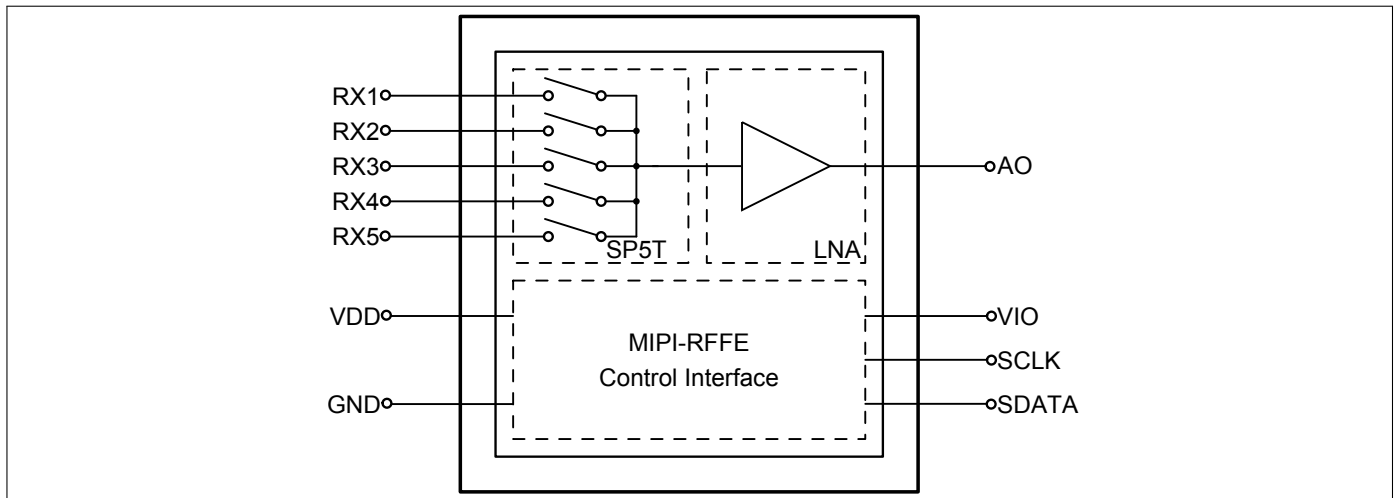 RX1
RX2
RX3
RX4
RX5
SP5T
LNA
AO
VDD
GND
MIPI-RFFE
Control Interface
VIO
SCLK
SDATA